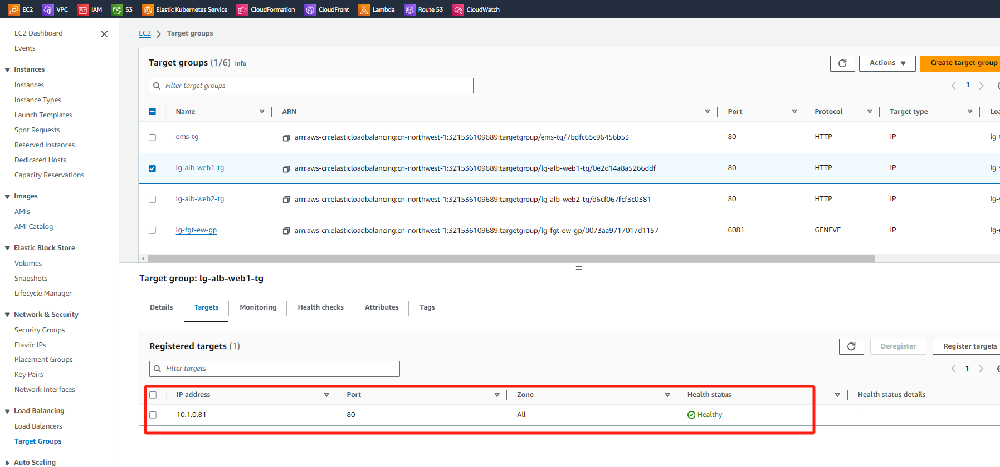 EC2 VPC IAM S3 Elastic Kubernetes Service CloudFormation CloudFront Lambda Route 53 CloudWatch
EC2 Dashboard
Events
Instances
Instances
Instance Types
Launch Templates
Spot Requests
Reserved Instances
Dedicated Hosts
Capacity Reservations
Images
AMIs
AMI Catalog
Elastic Block Store
Volumes
Snapshots
Lifecycle Manager
Network & Security
Security Groups
Elastic IPs
Placement Groups
Key Pairs
Network Interfaces
Load Balancing
Load Balancers
Target Groups
Auto Scaling
EC2 Target groups
Target groups (1/6) Info
Actions Create target group
Filter target groups
1
Name ARN Port Protocol Target type Loa
ems-tg arn:aws-cn:elasticloadbalancing:cn-northwest-1:321536109689:targetgroup/ems-tg/7bdfc65c96456b53 80 HTTP IP lg-
lg-alb-web1-tg arn:aws-cn:elasticloadbalancing:cn-northwest-1:321536109689:targetgroup/lg-alb-web1-tg/0e2d14a8a5266ddf 80 HTTP IP lg-s
lg-alb-web2-tg arn:aws-cn:elasticloadbalancing:cn-northwest-1:321536109689:targetgroup/lg-alb-web2-tg/d6cf067fcf3c0381 80 HTTP IP lg-s
lg-fgt-ew-gp arn:aws-cn:elasticloadbalancing:cn-northwest-1:321536109689:targetgroup/lg-fgt-ew-gp/0073aa9717017d1157 6081 GENEVE IP lg-
Target group: lg-alb-web1-tg
Details Targets Monitoring Health checks Attributes Tags
Registered targets (1)
Deregister Register targets
Filter targets
1
IP address Port Zone Health status Health status details
10.1.0.81 80 All Healthy -